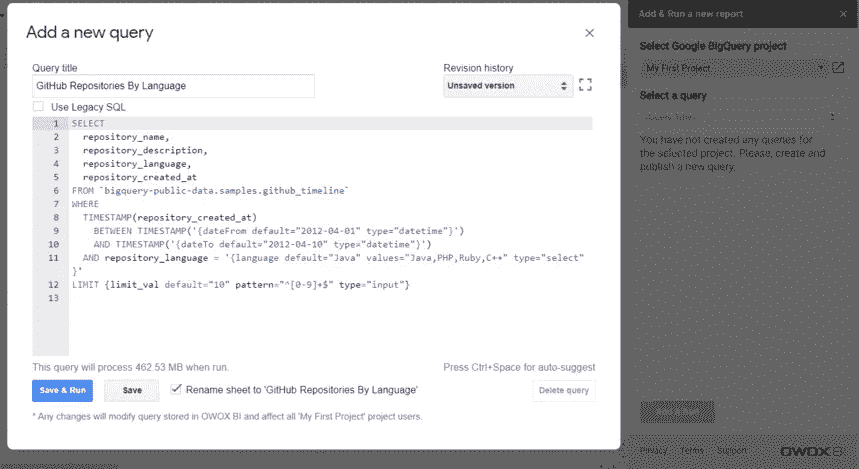 Add a new query
×
Query title
GitHub Repositories By Language
Revision history
Unsaved version
Use Legacy SQL
1 SELECT
2 repository_name,
3 repository_description,
4 repository_language,
5 repository_created_at
6 FROM `bigquery-public-data.samples.github_timeline`
7 WHERE
8 TIMESTAMP(repository_created_at)
9 BETWEEN TIMESTAMP('{dateFrom default="2012-04-01" type="datetime"}')
10 AND TIMESTAMP('{dateTo default="2012-04-10" type="datetime"}')
11 AND repository_language = '{language default="Java" values="Java,PHP,Ruby,C++" type="select"
}'
12 LIMIT {limit_val default="10" pattern="^[0-9]+$" type="input"}
13
This query will process 462.53 MB when run.
Press Ctrl+Space for auto-suggest
Save & Run
Save
Rename sheet to 'GitHub Repositories By Language'
Delete query
* Any changes will modify query stored in OWOX BI and affect all 'My First Project' project users.
Add & Run a new report
×
Select Google BigQuery project
My First Project
Select a query
You have not created any queries for
the selected project. Please, create and
publish a new query.
Privacy Terms Support
OWOX BI